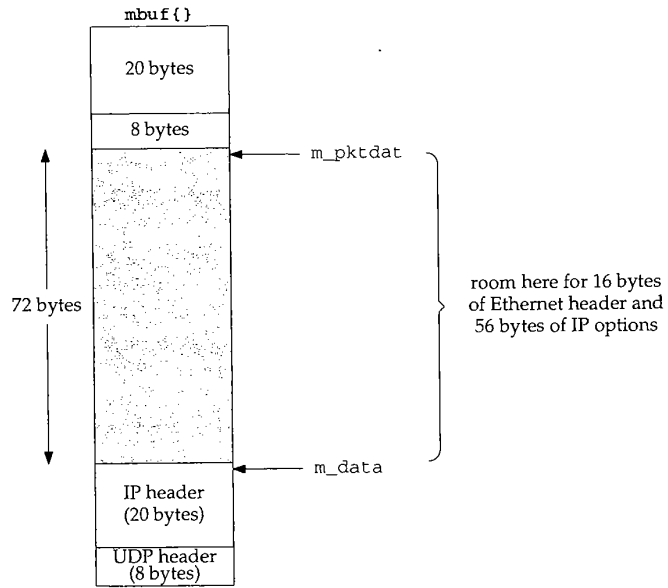 mbuf{}
20 bytes
8 bytes
m_pktdat
72 bytes
room here for 16 bytes
of Ethernet header and
56 bytes of IP options
m_data
IP header
(20 bytes)
UDP header
(8 bytes)